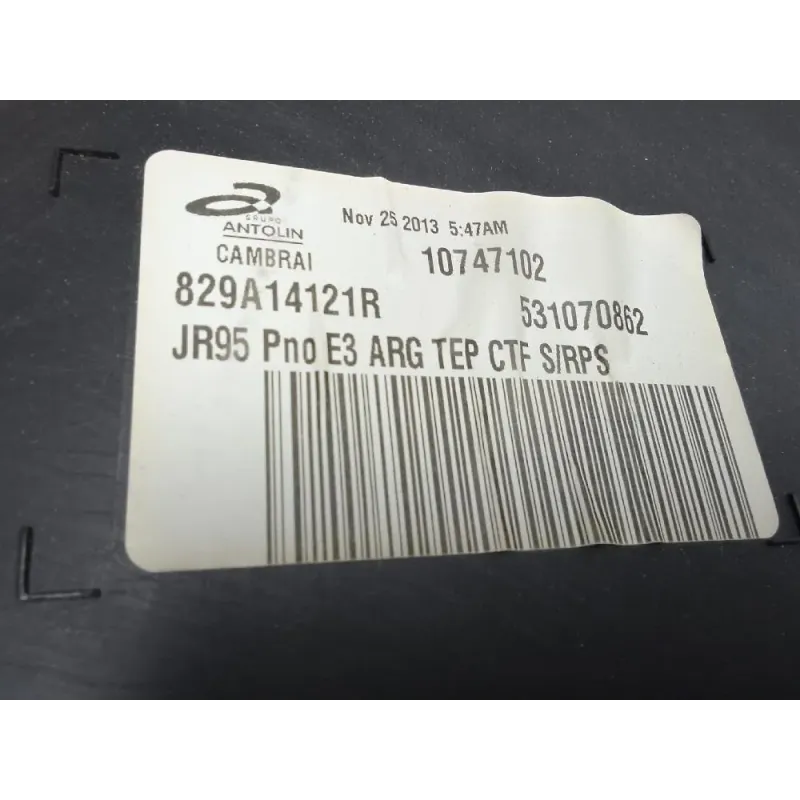 GRUPO
ANTOLIN
CAMBRAI
Nov 25 2013 5:47AM
10747102
829A14121R
531070862
JR95 Pno E3 ARG TEP CTF S/RPS